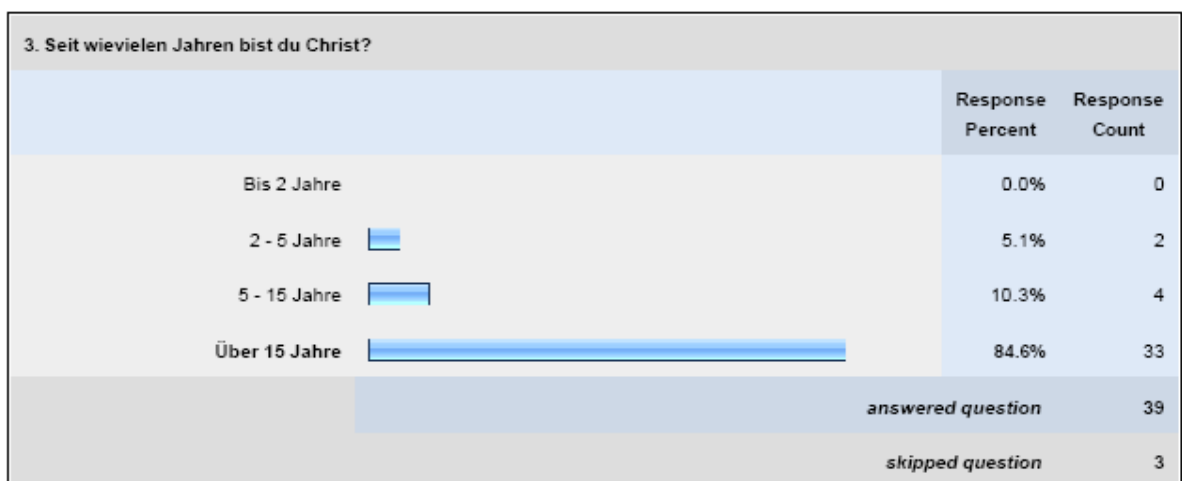 3. Seit wievielen Jahren bist du Christ?
Response Percent Response Count
Bis 2 Jahre 0.0% 0
2 - 5 Jahre 5.1% 2
5 - 15 Jahre 10.3% 4
Über 15 Jahre 84.6% 33
answered question 39
skipped question 3